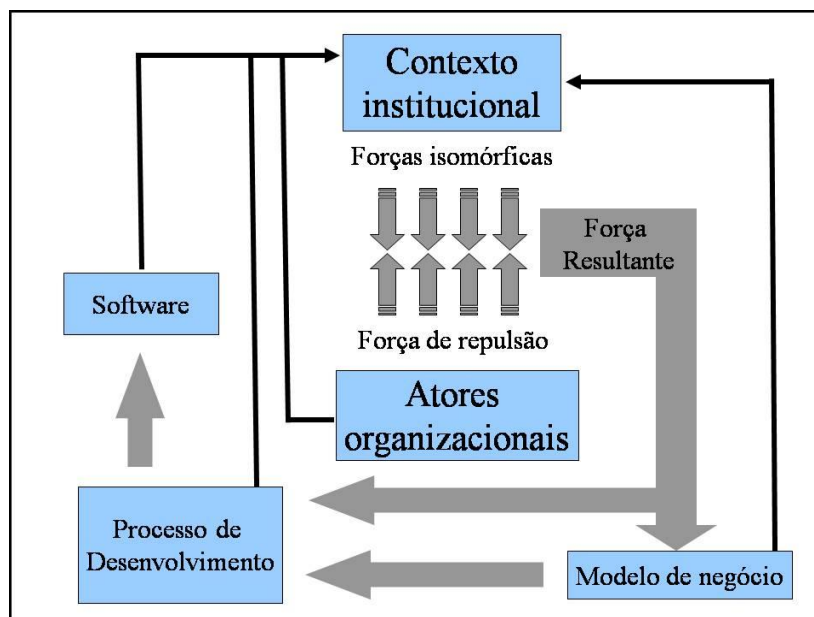 Contexto
institucional
Forças isomórficas
Força
Resultante
Software
Força de repulsão
Atores
organizacionais
Processo de
Desenvolvimento
Modelo de negócio